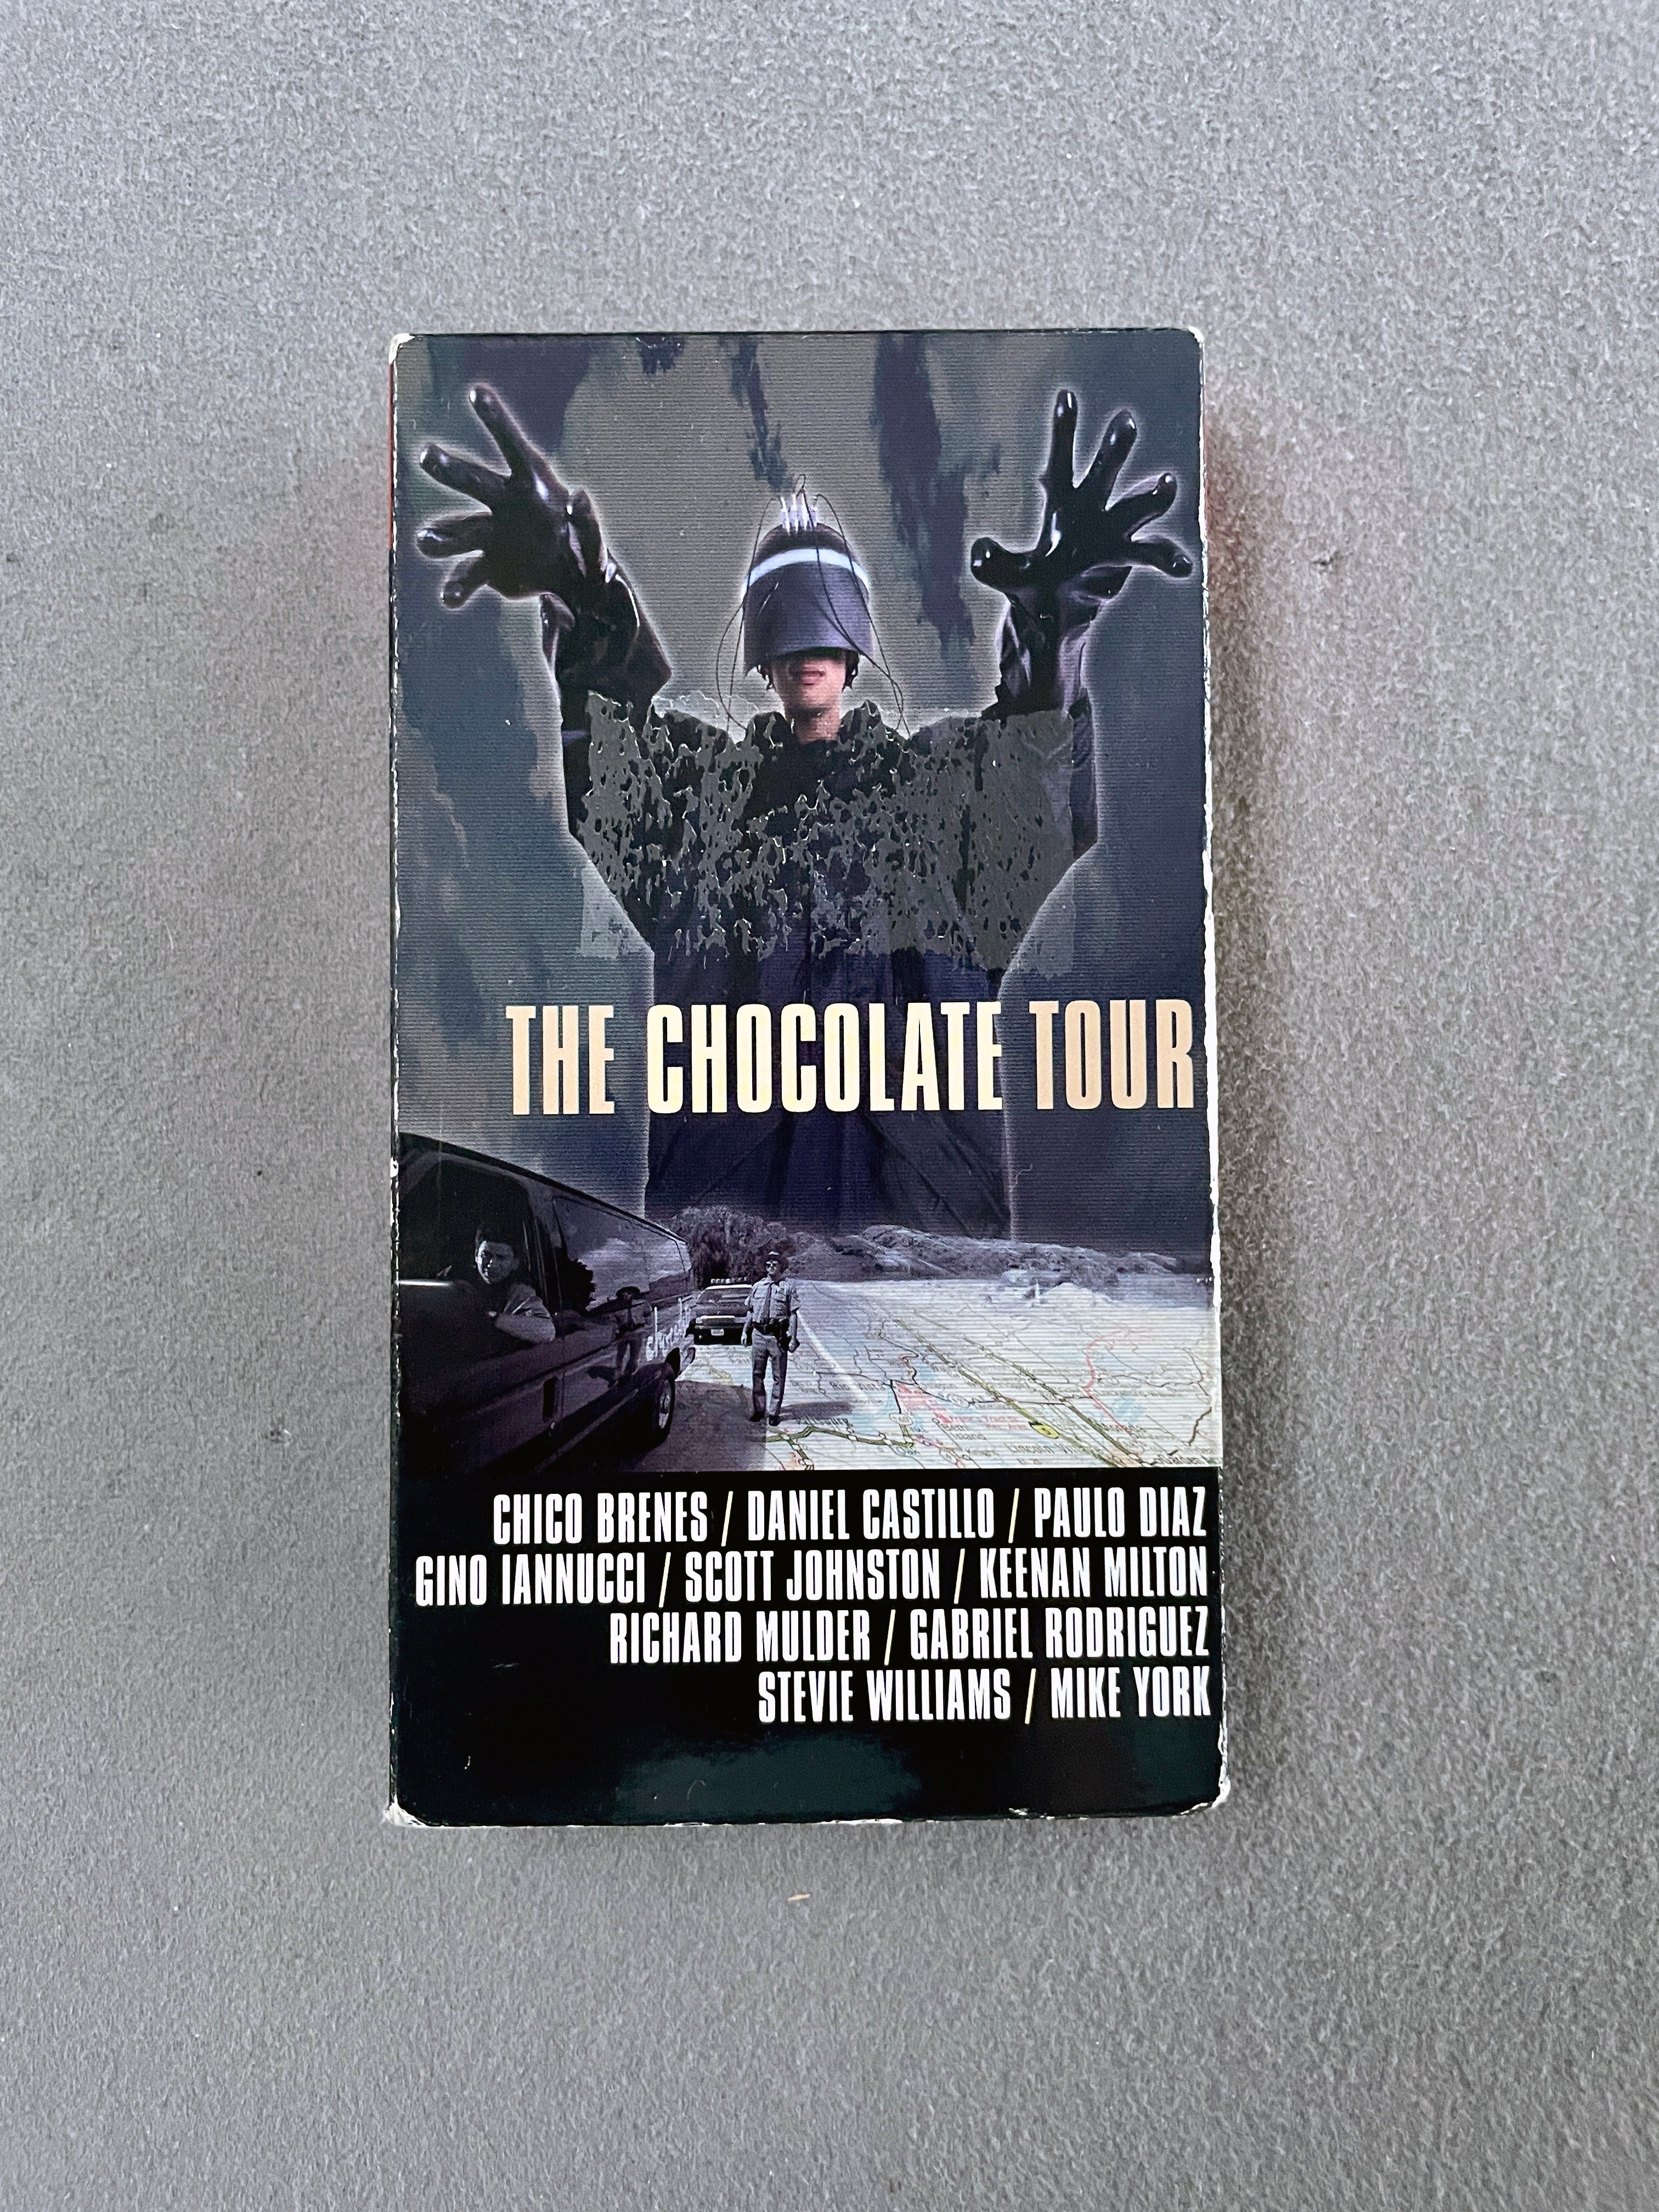 THE CHOCOLATE TOUR
CHICO BRENES / DANIEL CASTILLO / PAULO DIAZ
GINO IANNUCCI / SCOTT JOHNSTON / KEENAN MILTON
RICHARD MULDER / GABRIEL RODRIGUEZ
STEVIE WILLIAMS / MIKE YORK